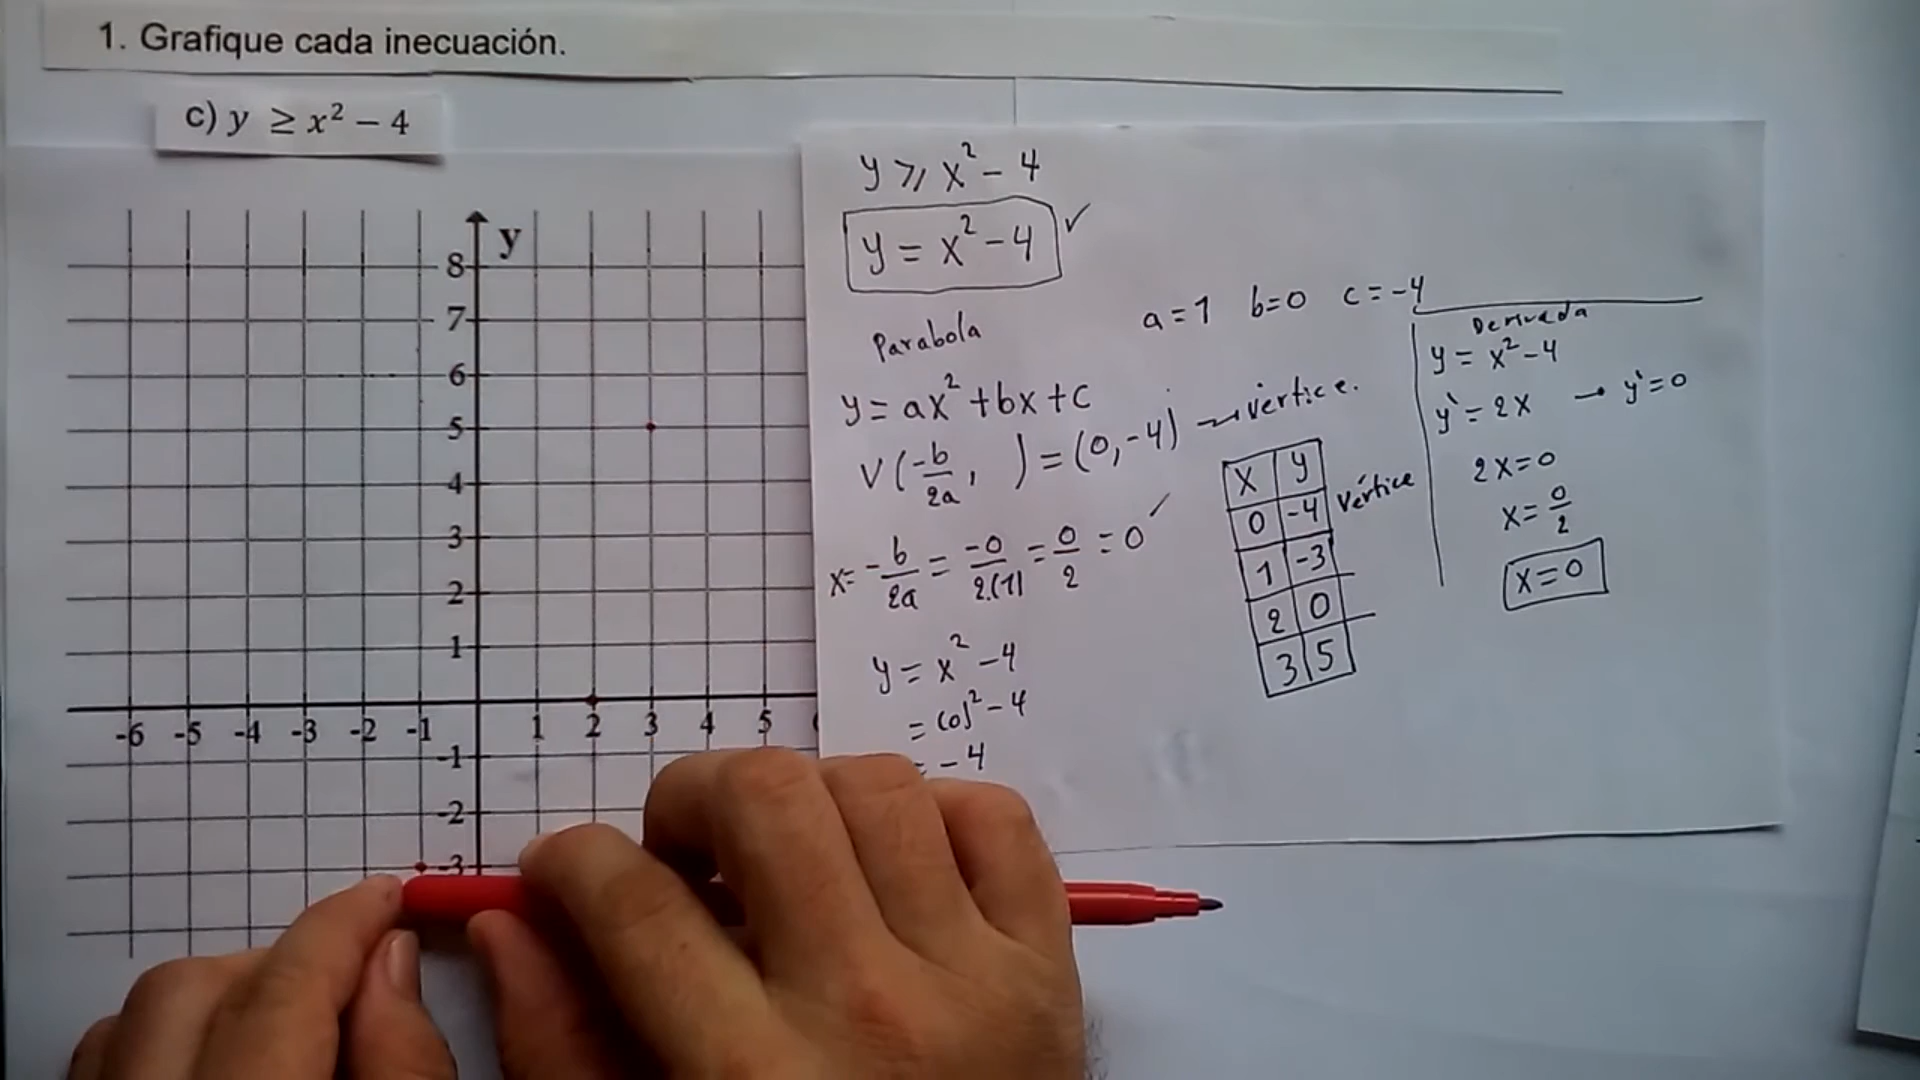 1. Grafique cada inecuación.
c) y ≥ x² – 4
y
8
7
6
5
4
3
2
1
-6 -5 -4 -3 -2 -1 1 2 3 4 5
-1
-2
-3
y ≥ x² - 4
y = x² - 4 ✓
Parabola
a = 1 b = 0 c = -4
y = ax² + bx + c
V(-b/2a, ) = (0, -4) → vértice.
x = -b/2a = -0/2.(1) = 0/2 = 0 ✓
y = x² - 4
= (0)² - 4
= - 4
x y
0 -4 vértice
1 -3
2 0
3 5
Derivada
y = x² - 4
y' = 2x → y' = 0
2x = 0
x = 0/2
x = 0